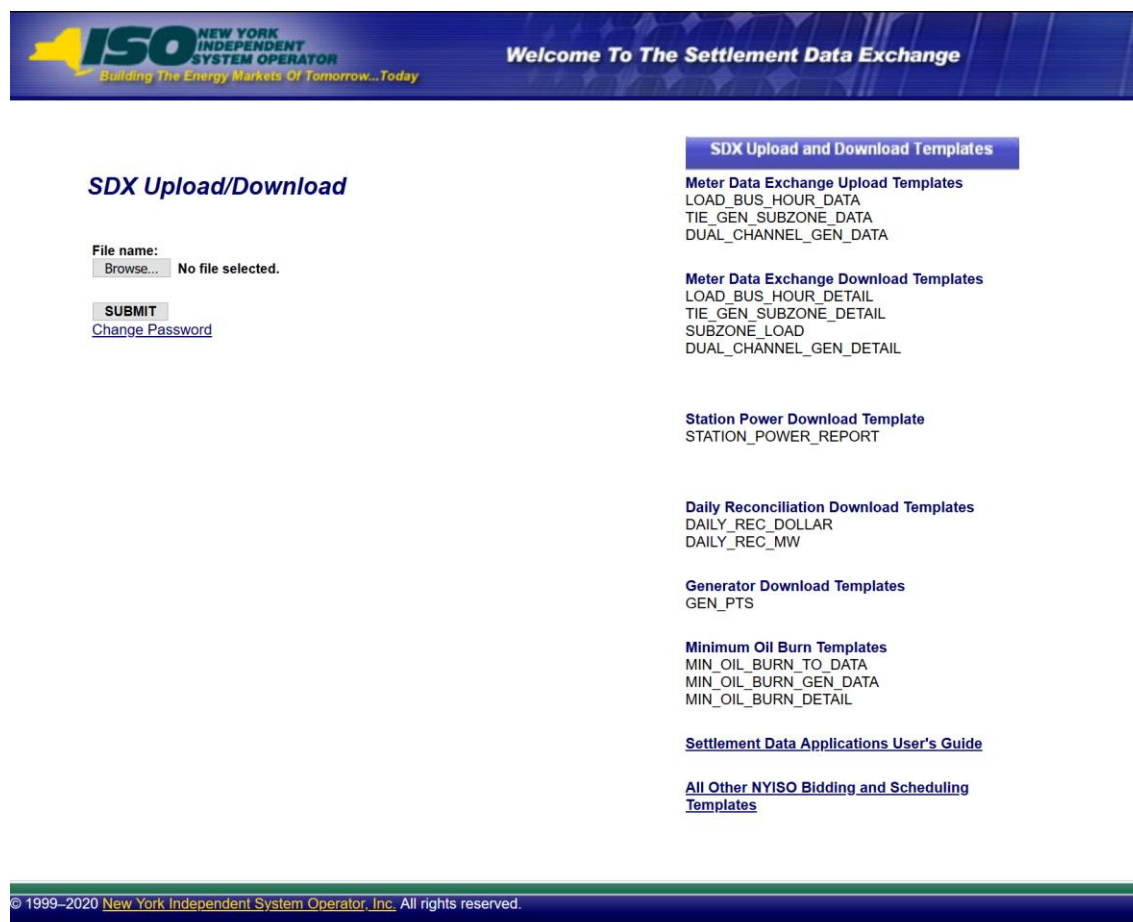 ISO NEW YORK
INDEPENDENT
SYSTEM OPERATOR
Building The Energy Markets Of Tomorrow...Today
Welcome To The Settlement Data Exchange
SDX Upload/Download
File name:
Browse... No file selected.
SUBMIT
Change Password
SDX Upload and Download Templates
Meter Data Exchange Upload Templates
LOAD_BUS_HOUR_DATA
TIE_GEN_SUBZONE_DATA
DUAL_CHANNEL_GEN_DATA
Meter Data Exchange Download Templates
LOAD_BUS_HOUR_DETAIL
TIE_GEN_SUBZONE_DETAIL
SUBZONE_LOAD
DUAL_CHANNEL_GEN_DETAIL
Station Power Download Template
STATION_POWER_REPORT
Daily Reconciliation Download Templates
DAILY_REC_DOLLAR
DAILY_REC_MW
Generator Download Templates
GEN_PTS
Minimum Oil Burn Templates
MIN_OIL_BURN_TO_DATA
MIN_OIL_BURN_GEN_DATA
MIN_OIL_BURN_DETAIL
Settlement Data Applications User's Guide
All Other NYISO Bidding and Scheduling
Templates
© 1999–2020 New York Independent System Operator, Inc. All rights reserved.